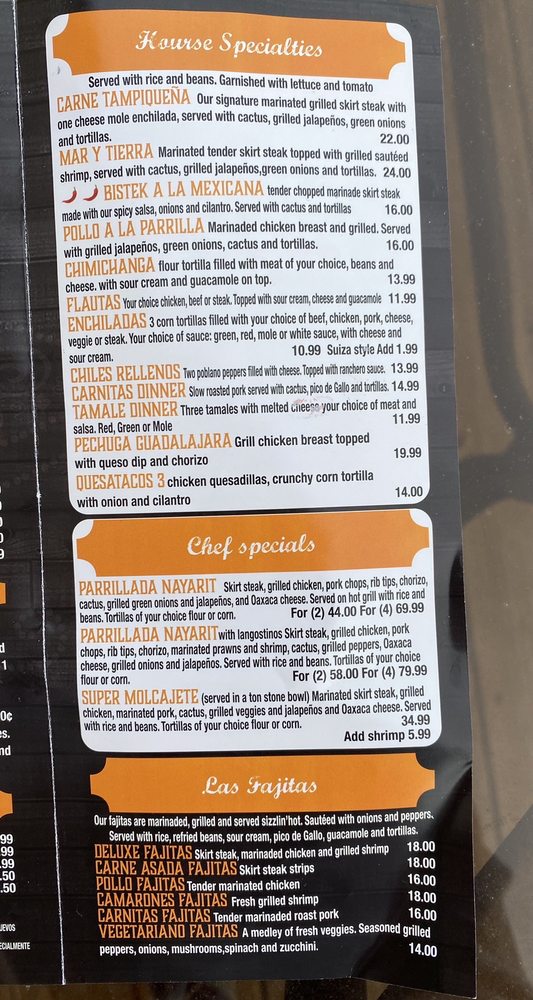 Hourse Specialties
Served with rice and beans. Garnished with lettuce and tomato
CARNE TAMPIQUEÑA Our signature marinated grilled skirt steak with
one cheese mole enchilada, served with cactus, grilled jalapeños, green onions
and tortillas. 22.00
MAR Y TIERRA Marinated tender skirt steak topped with grilled sautéed
shrimp, served with cactus, grilled jalapeños,green onions and tortillas. 24.00
BISTEK A LA MEXICANA tender chopped marinade skirt steak
made with our spicy salsa, onions and cilantro. Served with cactus and tortillas 16.00
POLLO A LA PARRILLA Marinaded chicken breast and grilled. Served
with grilled jalapeños, green onions, cactus and tortillas. 16.00
CHIMICHANGA flour tortilla filled with meat of your choice, beans and
cheese. with sour cream and guacamole on top. 13.99
FLAUTAS Your choice chicken, beef or steak. Topped with sour cream, cheese and guacamole 11.99
ENCHILADAS 3 corn tortillas filled with your choice of beef, chicken, pork, cheese,
veggie or steak. Your choice of sauce: green, red, mole or white sauce, with cheese and
sour cream. 10.99 Suiza style Add 1.99
CHILES RELLENOS Two poblano peppers filled with cheese. Topped with ranchero sauce. 13.99
CARNITAS DINNER Slow roasted pork served with cactus, pico de Gallo and tortillas. 14.99
TAMALE DINNER Three tamales with melted cheese your choice of meat and
salsa. Red, Green or Mole 11.99
PECHUGA GUADALAJARA Grill chicken breast topped
with queso dip and chorizo 19.99
QUESATACOS 3 chicken quesadillas, crunchy corn tortilla
with onion and cilantro 14.00
Chef specials
PARRILLADA NAYARIT Skirt steak, grilled chicken, pork chops, rib tips, chorizo,
cactus, grilled green onions and jalapeños, and Oaxaca cheese. Served on hot grill with rice and
beans. Tortillas of your choice flour or corn. For (2) 44.00 For (4) 69.99
PARRILLADA NAYARIT with langostinos Skirt steak, grilled chicken, pork
chops, rib tips, chorizo, marinated prawns and shrimp, cactus, grilled peppers, Oaxaca
cheese, grilled onions and jalapeños. Served with rice and beans. Tortillas of your choice
flour or corn. For (2) 58.00 For (4) 79.99
SUPER MOLCAJETE (served in a ton stone bowl) Marinated skirt steak, grilled
chicken, marinated pork, cactus, grilled veggies and jalapeños and Oaxaca cheese. Served
with rice and beans. Tortillas of your choice flour or corn. 34.99
Add shrimp 5.99
Las Fajitas
Our fajitas are marinaded, grilled and served sizzlin'hot. Sautéed with onions and peppers.
Served with rice, refried beans, sour cream, pico de Gallo, guacamole and tortillas.
DELUXE FAJITAS Skirt steak, marinaded chicken and grilled shrimp 18.00
CARNE ASADA FAJITAS Skirt steak strips 18.00
POLLO FAJITAS Tender marinated chicken 16.00
CAMARONES FAJITAS Fresh grilled shrimp 18.00
CARNITAS FAJITAS Tender marinaded roast pork 16.00
VEGETARIANO FAJITAS A medley of fresh veggies. Seasoned grilled
peppers, onions, mushrooms,spinach and zucchini. 14.00